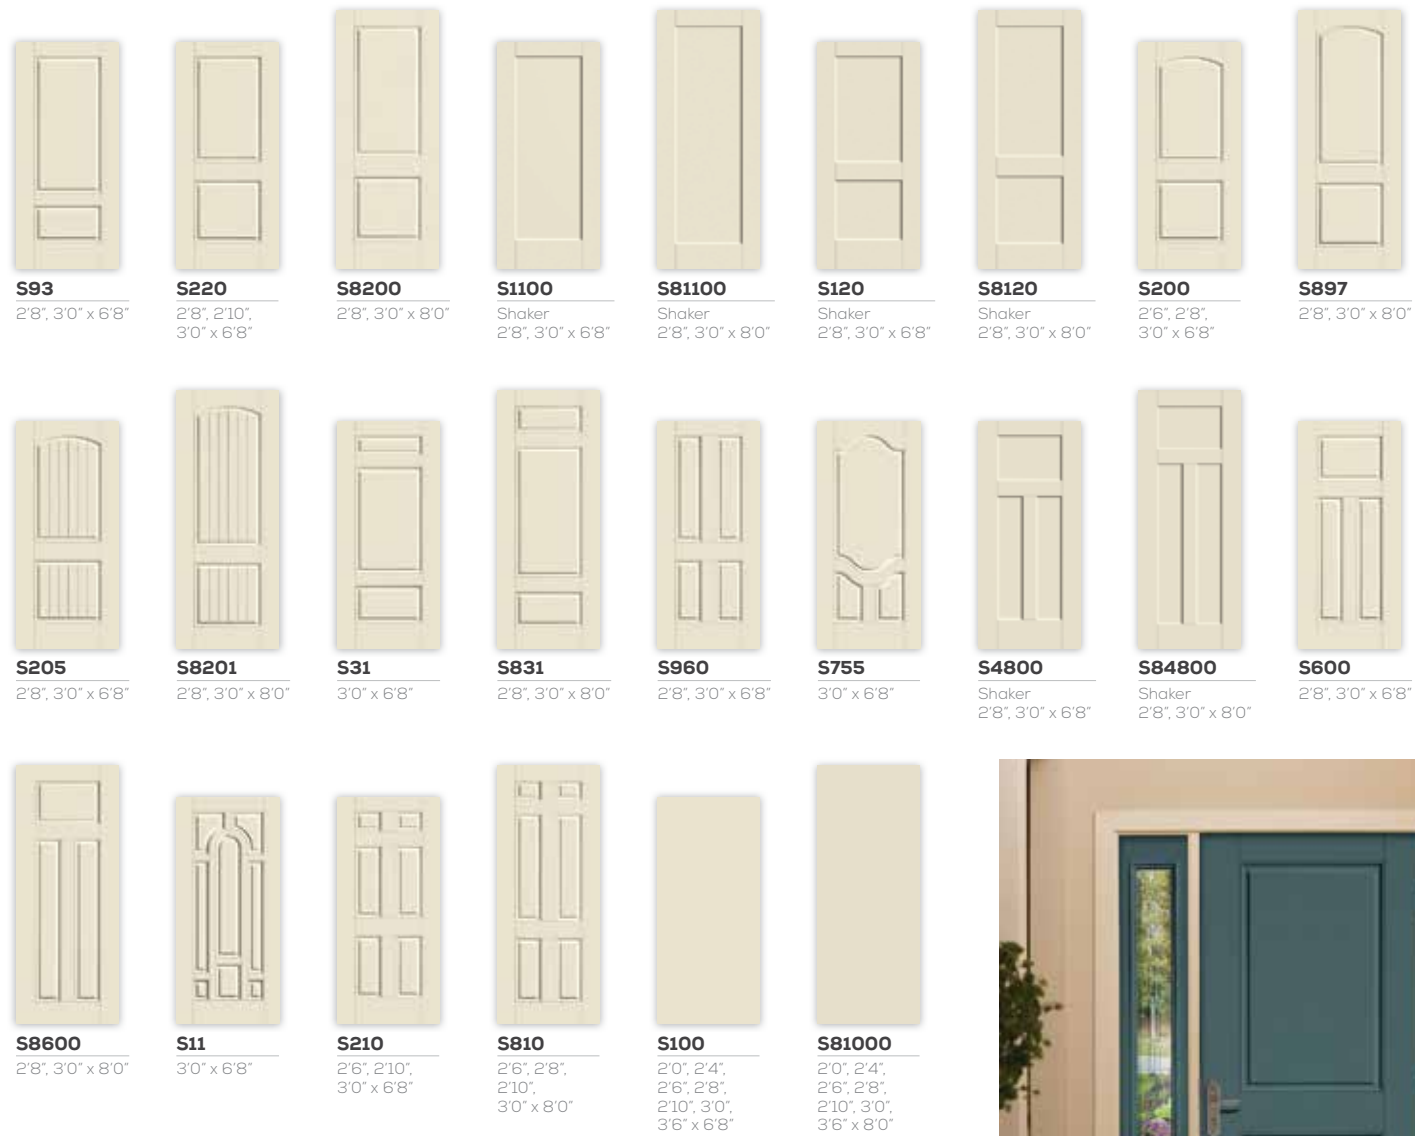 S93
2'8", 3'0" x 6'8"
S220
2'8", 2'10",
3'0" x 6'8"
S8200
2'8", 3'0" x 8'0"
S1100
Shaker
2'8", 3'0" x 6'8"
S81100
Shaker
2'8", 3'0" x 8'0"
S120
Shaker
2'8", 3'0" x 6'8"
S8120
Shaker
2'8", 3'0" x 8'0"
S200
2'6", 2'8",
3'0" x 6'8"
S897
2'8", 3'0" x 8'0"
S205
2'8", 3'0" x 6'8"
S8201
2'8", 3'0" x 8'0"
S31
3'0" x 6'8"
S831
2'8", 3'0" x 8'0"
S960
2'8", 3'0" x 6'8"
S755
3'0" x 6'8"
S4800
Shaker
2'8", 3'0" x 6'8"
S84800
Shaker
2'8", 3'0" x 8'0"
S600
2'8", 3'0" x 6'8"
S8600
2'8", 3'0" x 8'0"
S11
3'0" x 6'8"
S210
2'6", 2'10",
3'0" x 6'8"
S810
2'6", 2'8",
2'10",
3'0" x 8'0"
S100
2'0", 2'4",
2'6", 2'8",
2'10", 3'0",
3'6" x 6'8"
S81000
2'0", 2'4",
2'6", 2'8",
2'10", 3'0",
3'6" x 8'0"